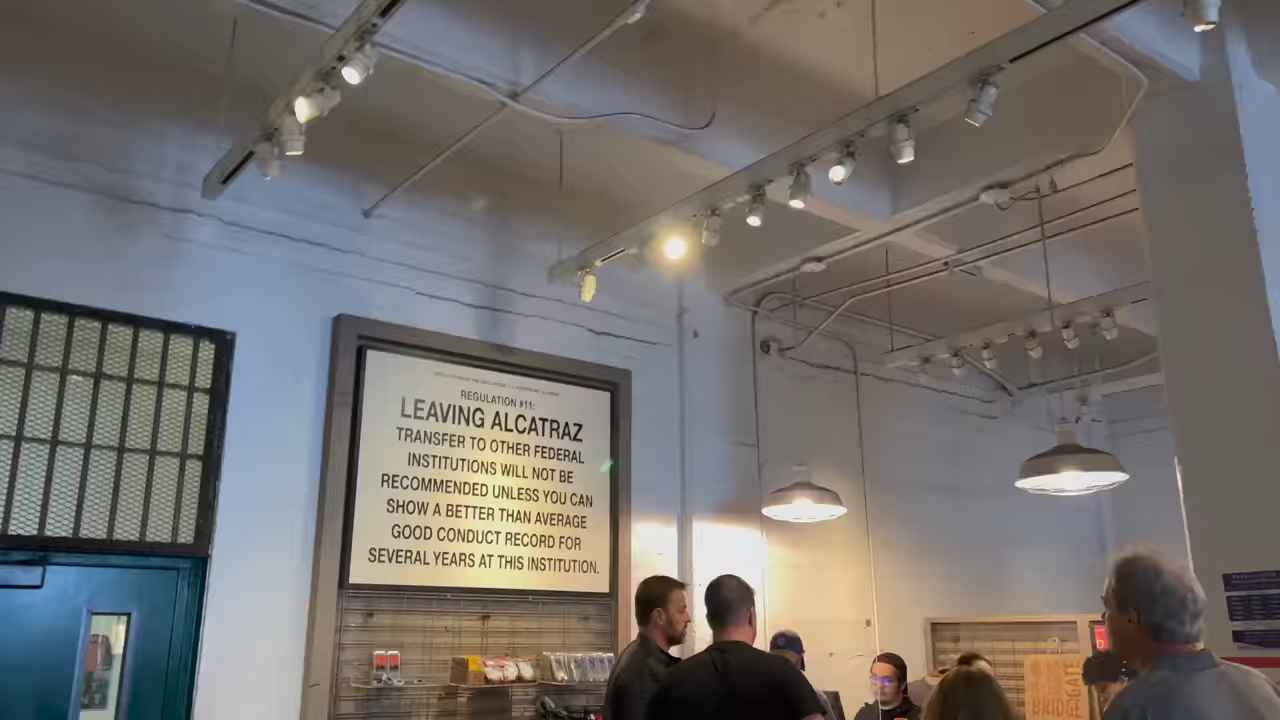 REGULATION #11:
LEAVING ALCATRAZ
TRANSFER TO OTHER FEDERAL
INSTITUTIONS WILL NOT BE
RECOMMENDED UNLESS YOU CAN
SHOW A BETTER THAN AVERAGE
GOOD CONDUCT RECORD FOR
SEVERAL YEARS AT THIS INSTITUTION.
BRIDGE
GATE